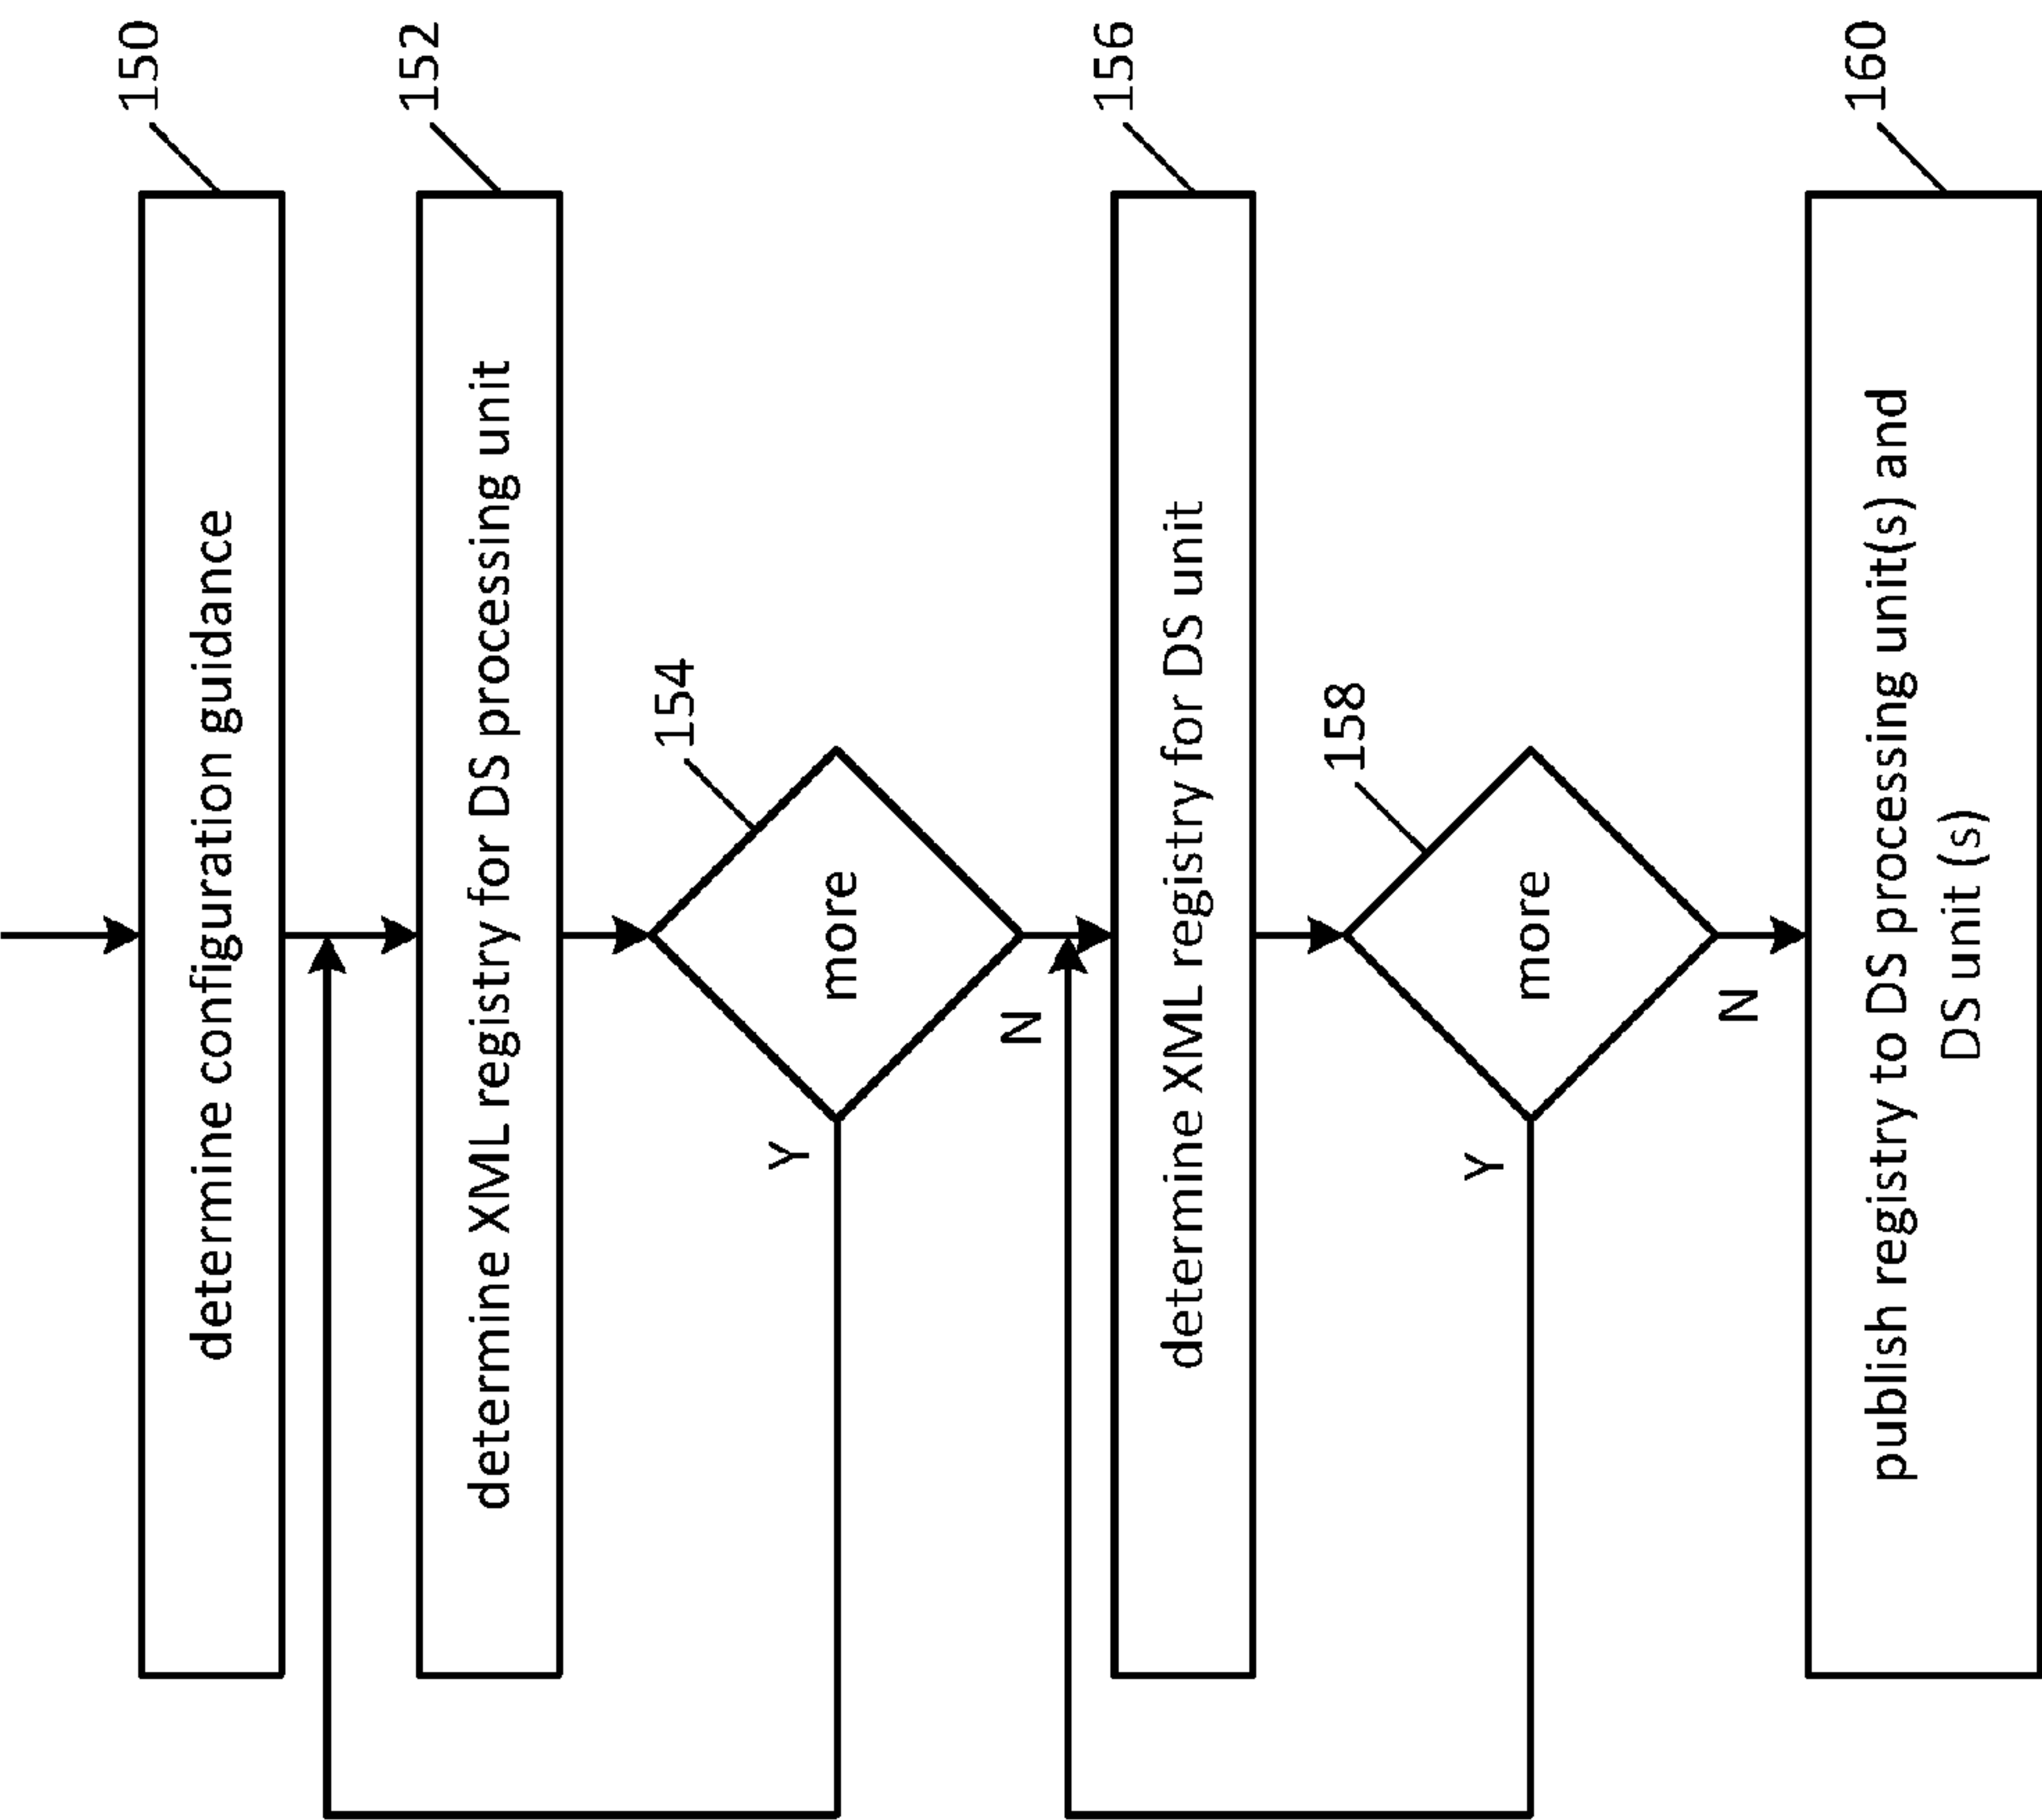 150
determine configuration guidance
152
determine XML registry for DS processing unit
154
more
Y
N
156
determine XML registry for DS unit
158
more
Y
N
160
publish registry to DS processing unit(s) and
DS unit(s)